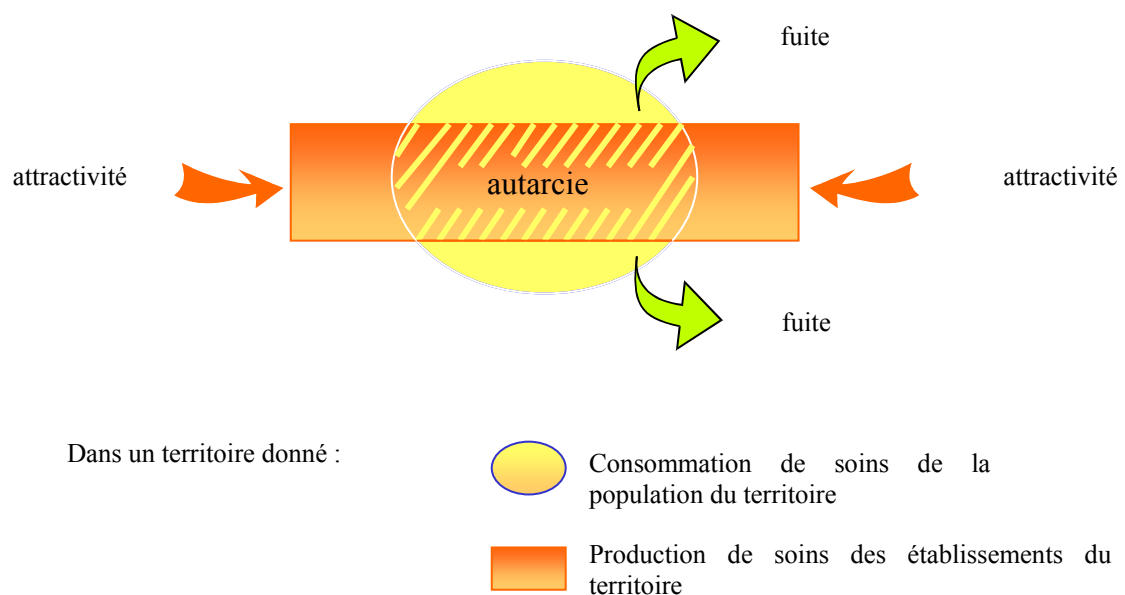 fuite
attractivité
autarcie
attractivité
fuite
Dans un territoire donné :
Consommation de soins de la
population du territoire
Production de soins des établissements du
territoire